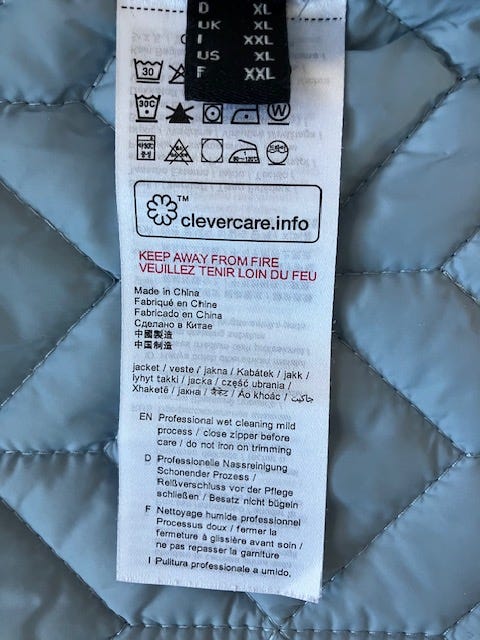 D XL
UK XL
I XXL
US XL
F XXL
30
30C
W
TM
clevercare.info
KEEP AWAY FROM FIRE
VEUILLEZ TENIR LOIN DU FEU
Made in China
Fabriqué en Chine
Fabricado en China
Сделано в Китае
中國製造
中国制造
jacket / veste / jakna / Kabátek / jakk /
iyhyt takki / jacka / część ubrania /
Xhaketë / јакна / जैकेट / Áo khoác / جاكيت
EN Professional wet cleaning mild
process / close zipper before
care / do not iron on trimming
D Professionelle Nassreinigung
Schonender Prozess /
Reißverschluss vor der Pflege
schließen / Besatz nicht bügeln
F Nettoyage humide professionnel
Processus doux / fermer la
fermeture à glissière avant soin /
ne pas repasser la garniture
I Pulitura professionale a umido,